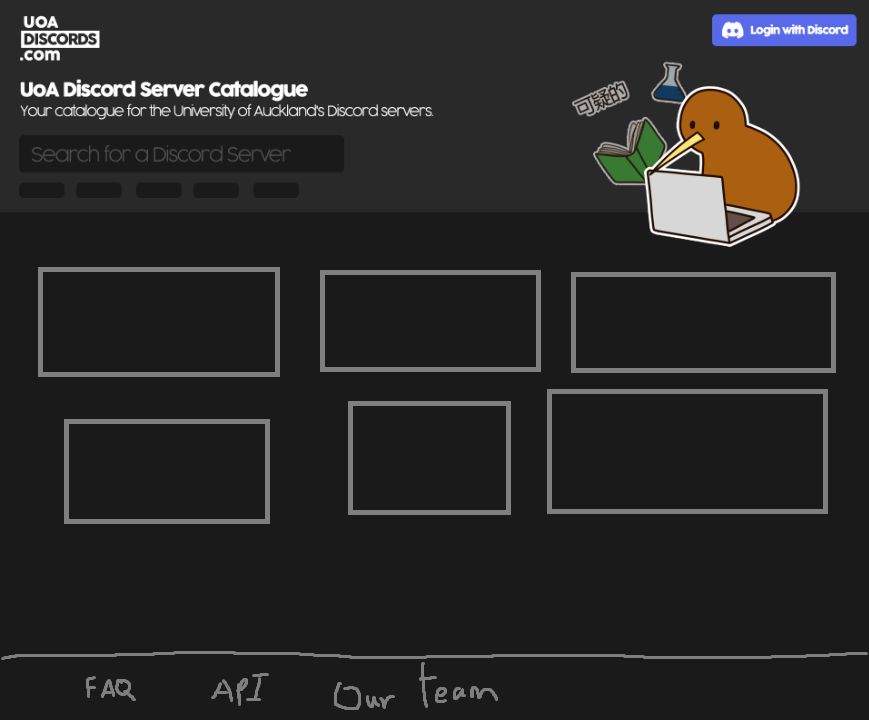 UOA
DISCORDS
.com
Login with Discord
UoA Discord Server Catalogue
Your catalogue for the University of Auckland's Discord servers.
可疑的
Search for a Discord Server
FAQ API Our team